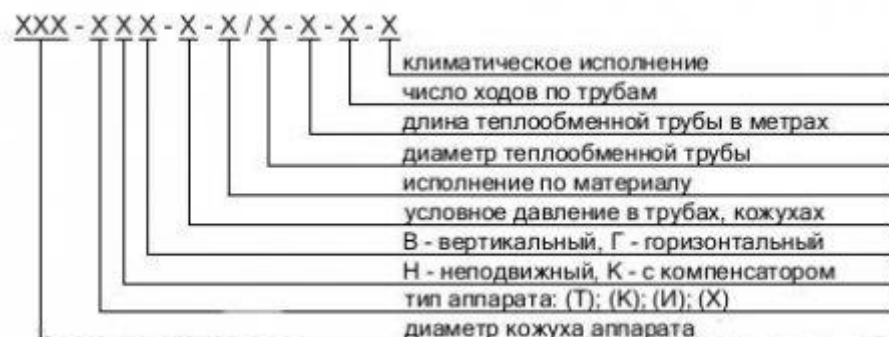 XXX - X X X - X - X / X - X - X - X
климатическое исполнение
число ходов по трубам
длина теплообменной трубы в метрах
диаметр теплообменной трубы
исполнение по материалу
условное давление в трубах, кожухах
В - вертикальный, Г - горизонтальный
Н - неподвижный, К - с компенсатором
тип аппарата: (Т); (К); (И); (Х)
диаметр кожуха аппарата